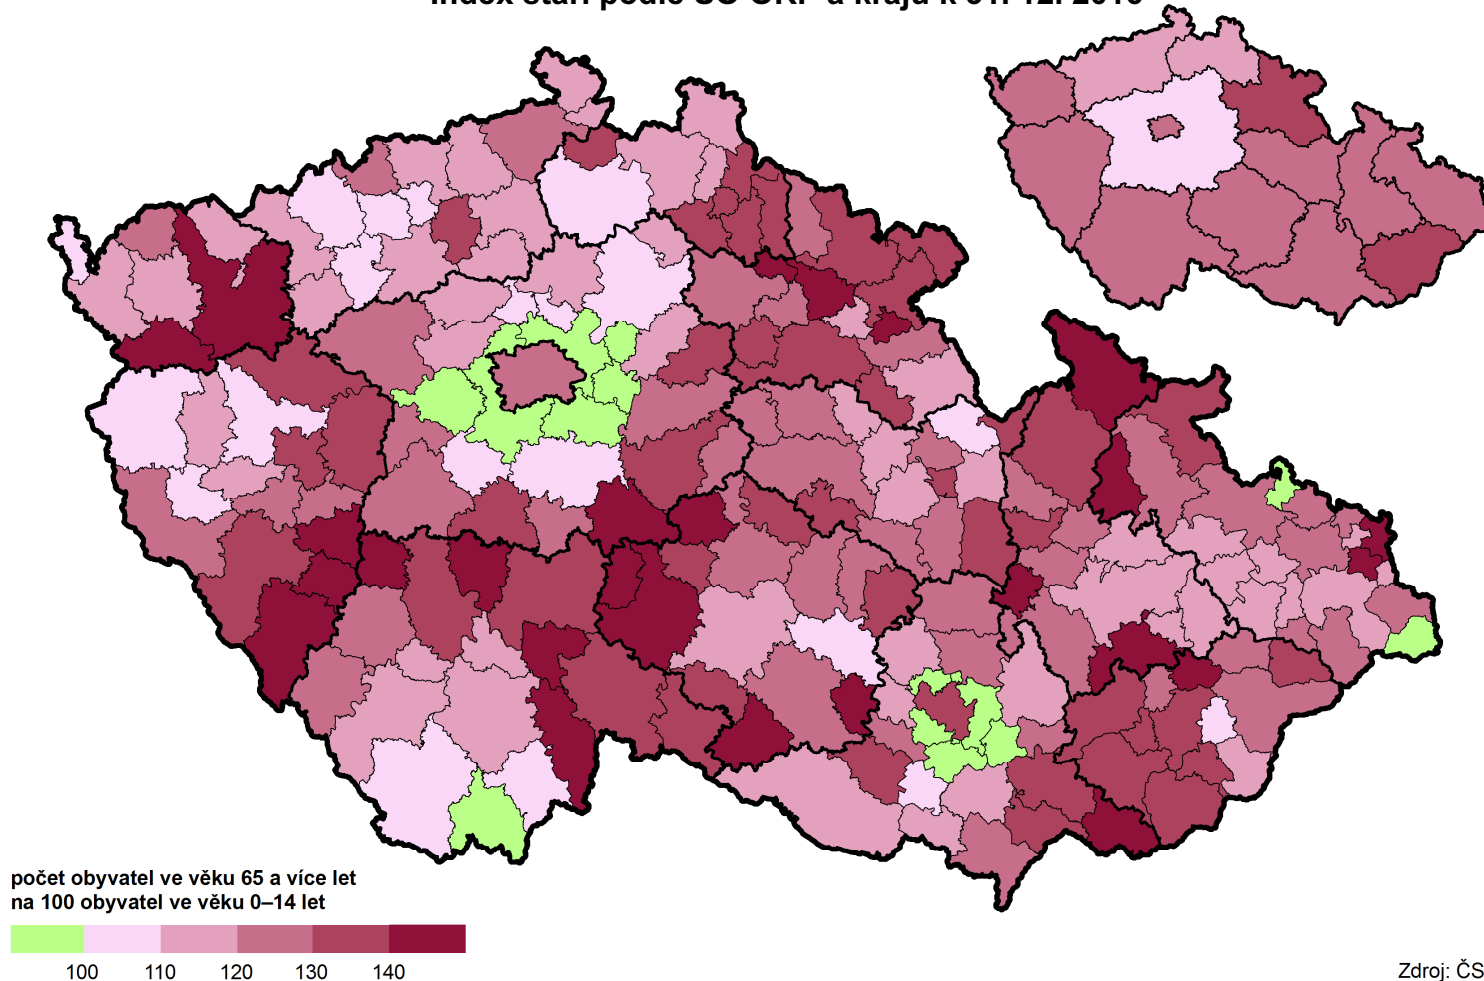 počet obyvatel ve věku 65 a více let
na 100 obyvatel ve věku 0–14 let
100 110 120 130 140
Zdroj: ČS